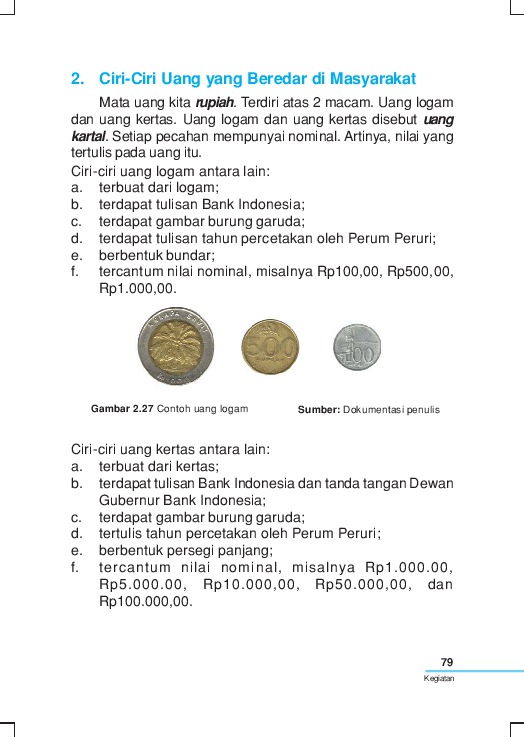 2. Ciri-Ciri Uang yang Beredar di Masyarakat
Mata uang kita rupiah. Terdiri atas 2 macam. Uang logam
dan uang kertas. Uang logam dan uang kertas disebut uang
kartal. Setiap pecahan mempunyai nominal. Artinya, nilai yang
tertulis pada uang itu.
Ciri-ciri uang logam antara lain:
a. terbuat dari logam;
b. terdapat tulisan Bank Indonesia;
c. terdapat gambar burung garuda;
d. terdapat tulisan tahun percetakan oleh Perum Peruri;
e. berbentuk bundar;
f. tercantum nilai nominal, misalnya Rp100,00, Rp500,00,
Rp1.000,00.
KELAPA SAWIT
500
100
Gambar 2.27 Contoh uang logam
Sumber: Dokumentasi penulis
Ciri-ciri uang kertas antara lain:
a. terbuat dari kertas;
b. terdapat tulisan Bank Indonesia dan tanda tangan Dewan
Gubernur Bank Indonesia;
c. terdapat gambar burung garuda;
d. tertulis tahun percetakan oleh Perum Peruri;
e. berbentuk persegi panjang;
f. tercantum nilai nominal, misalnya Rp1.000.00,
Rp5.000.00, Rp10.000,00, Rp50.000,00, dan
Rp100.000,00.
79
Kegiatan